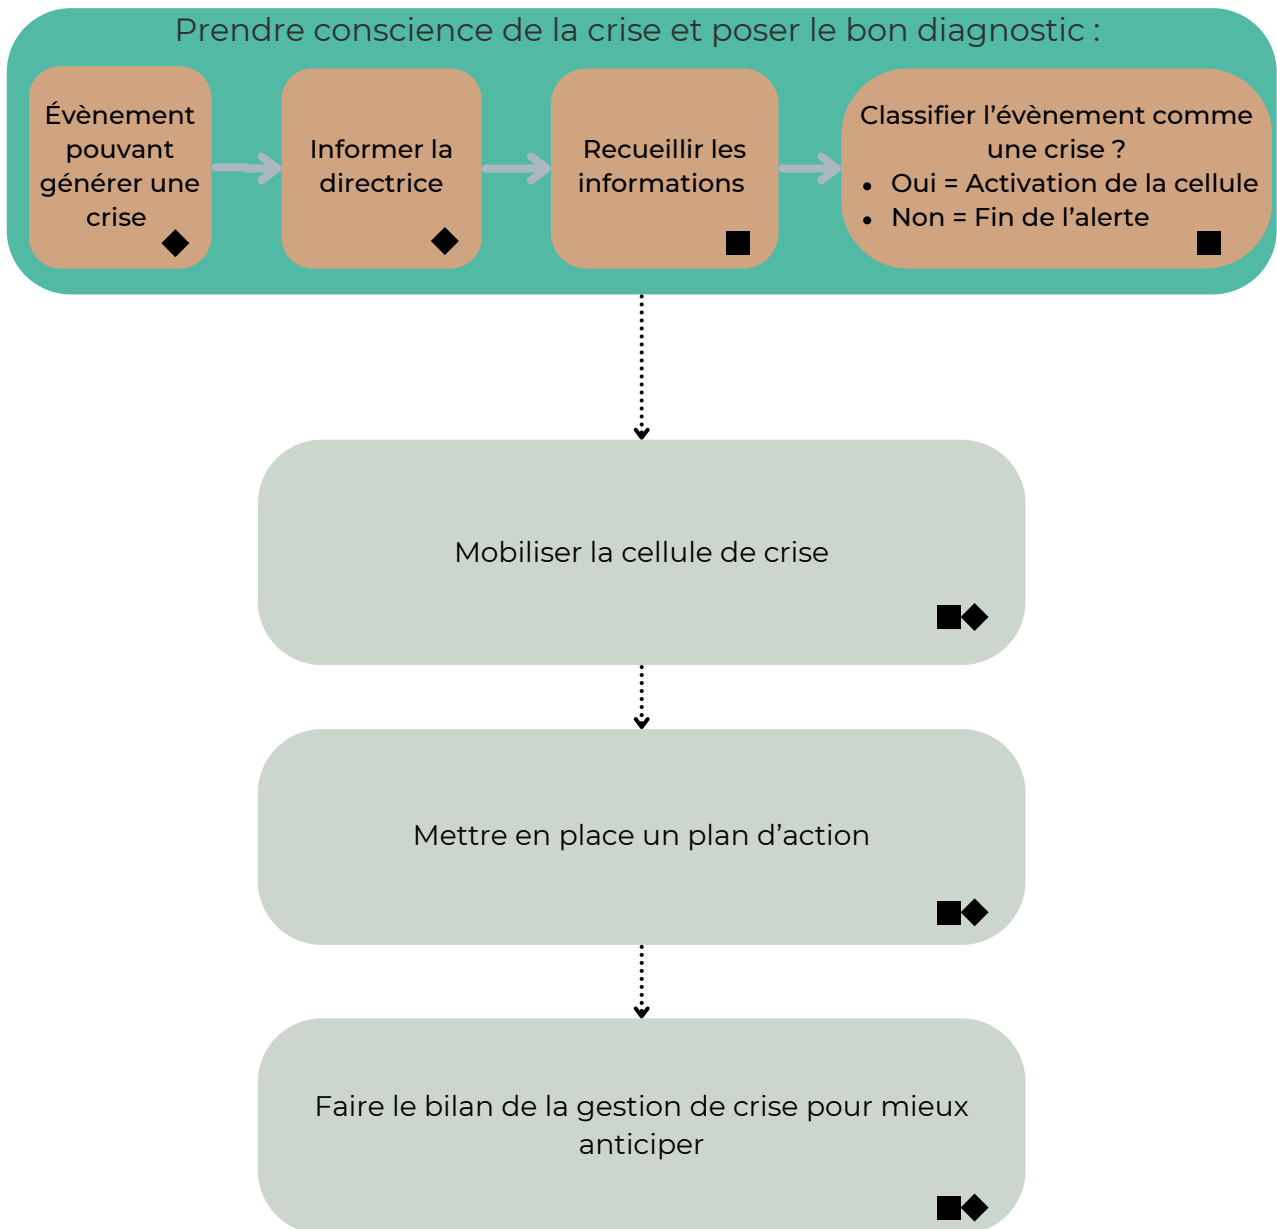 Prendre conscience de la crise et poser le bon diagnostic :
Évènement
pouvant
générer une
crise
Informer la
directrice
Recueillir les
informations
Classifier l’évènement comme
une crise ?
• Oui = Activation de la cellule
• Non = Fin de l’alerte
Mobiliser la cellule de crise
Mettre en place un plan d’action
Faire le bilan de la gestion de crise pour mieux
anticiper